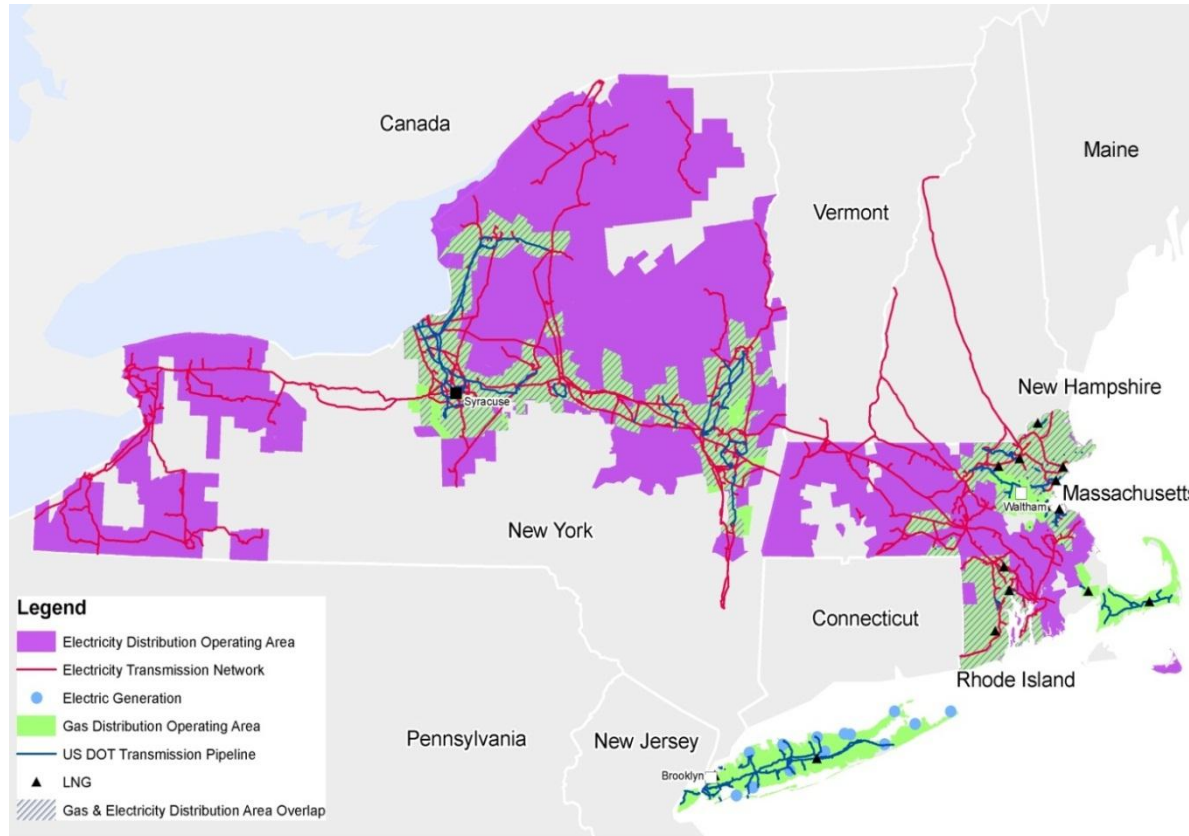 Canada
Maine
Vermont
New Hampshire
Syracuse
Massachusetts
Waltham
New York
Connecticut
Rhode Island
Pennsylvania
New Jersey
Brooklyn
Legend
Electricity Distribution Operating Area
Electricity Transmission Network
Electric Generation
Gas Distribution Operating Area
US DOT Transmission Pipeline
LNG
Gas & Electricity Distribution Area Overlap